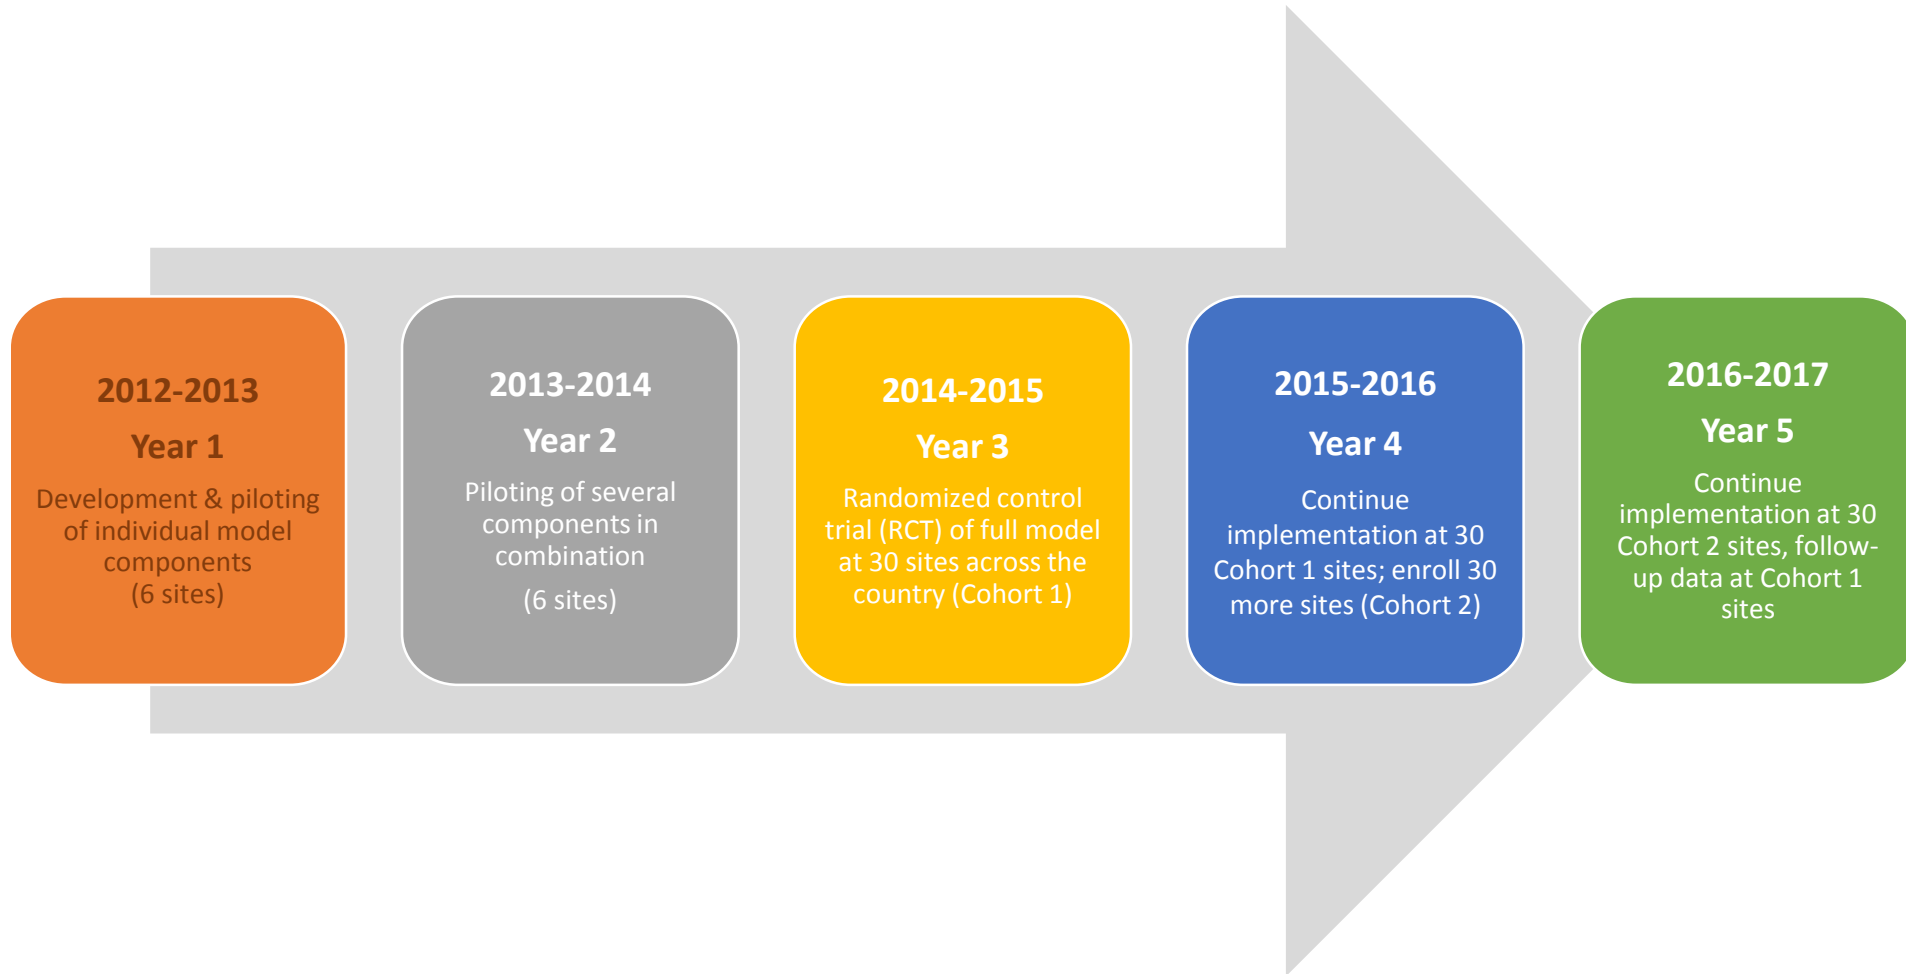 2012-2013
Year 1
Development & piloting
of individual model
components
(6 sites)
2013-2014
Year 2
Piloting of several
components in
combination
(6 sites)
2014-2015
Year 3
Randomized control
trial (RCT) of full model
at 30 sites across the
country (Cohort 1)
2015-2016
Year 4
Continue
implementation at 30
Cohort 1 sites; enroll 30
more sites (Cohort 2)
2016-2017
Year 5
Continue
implementation at 30
Cohort 2 sites, follow-
up data at Cohort 1
sites